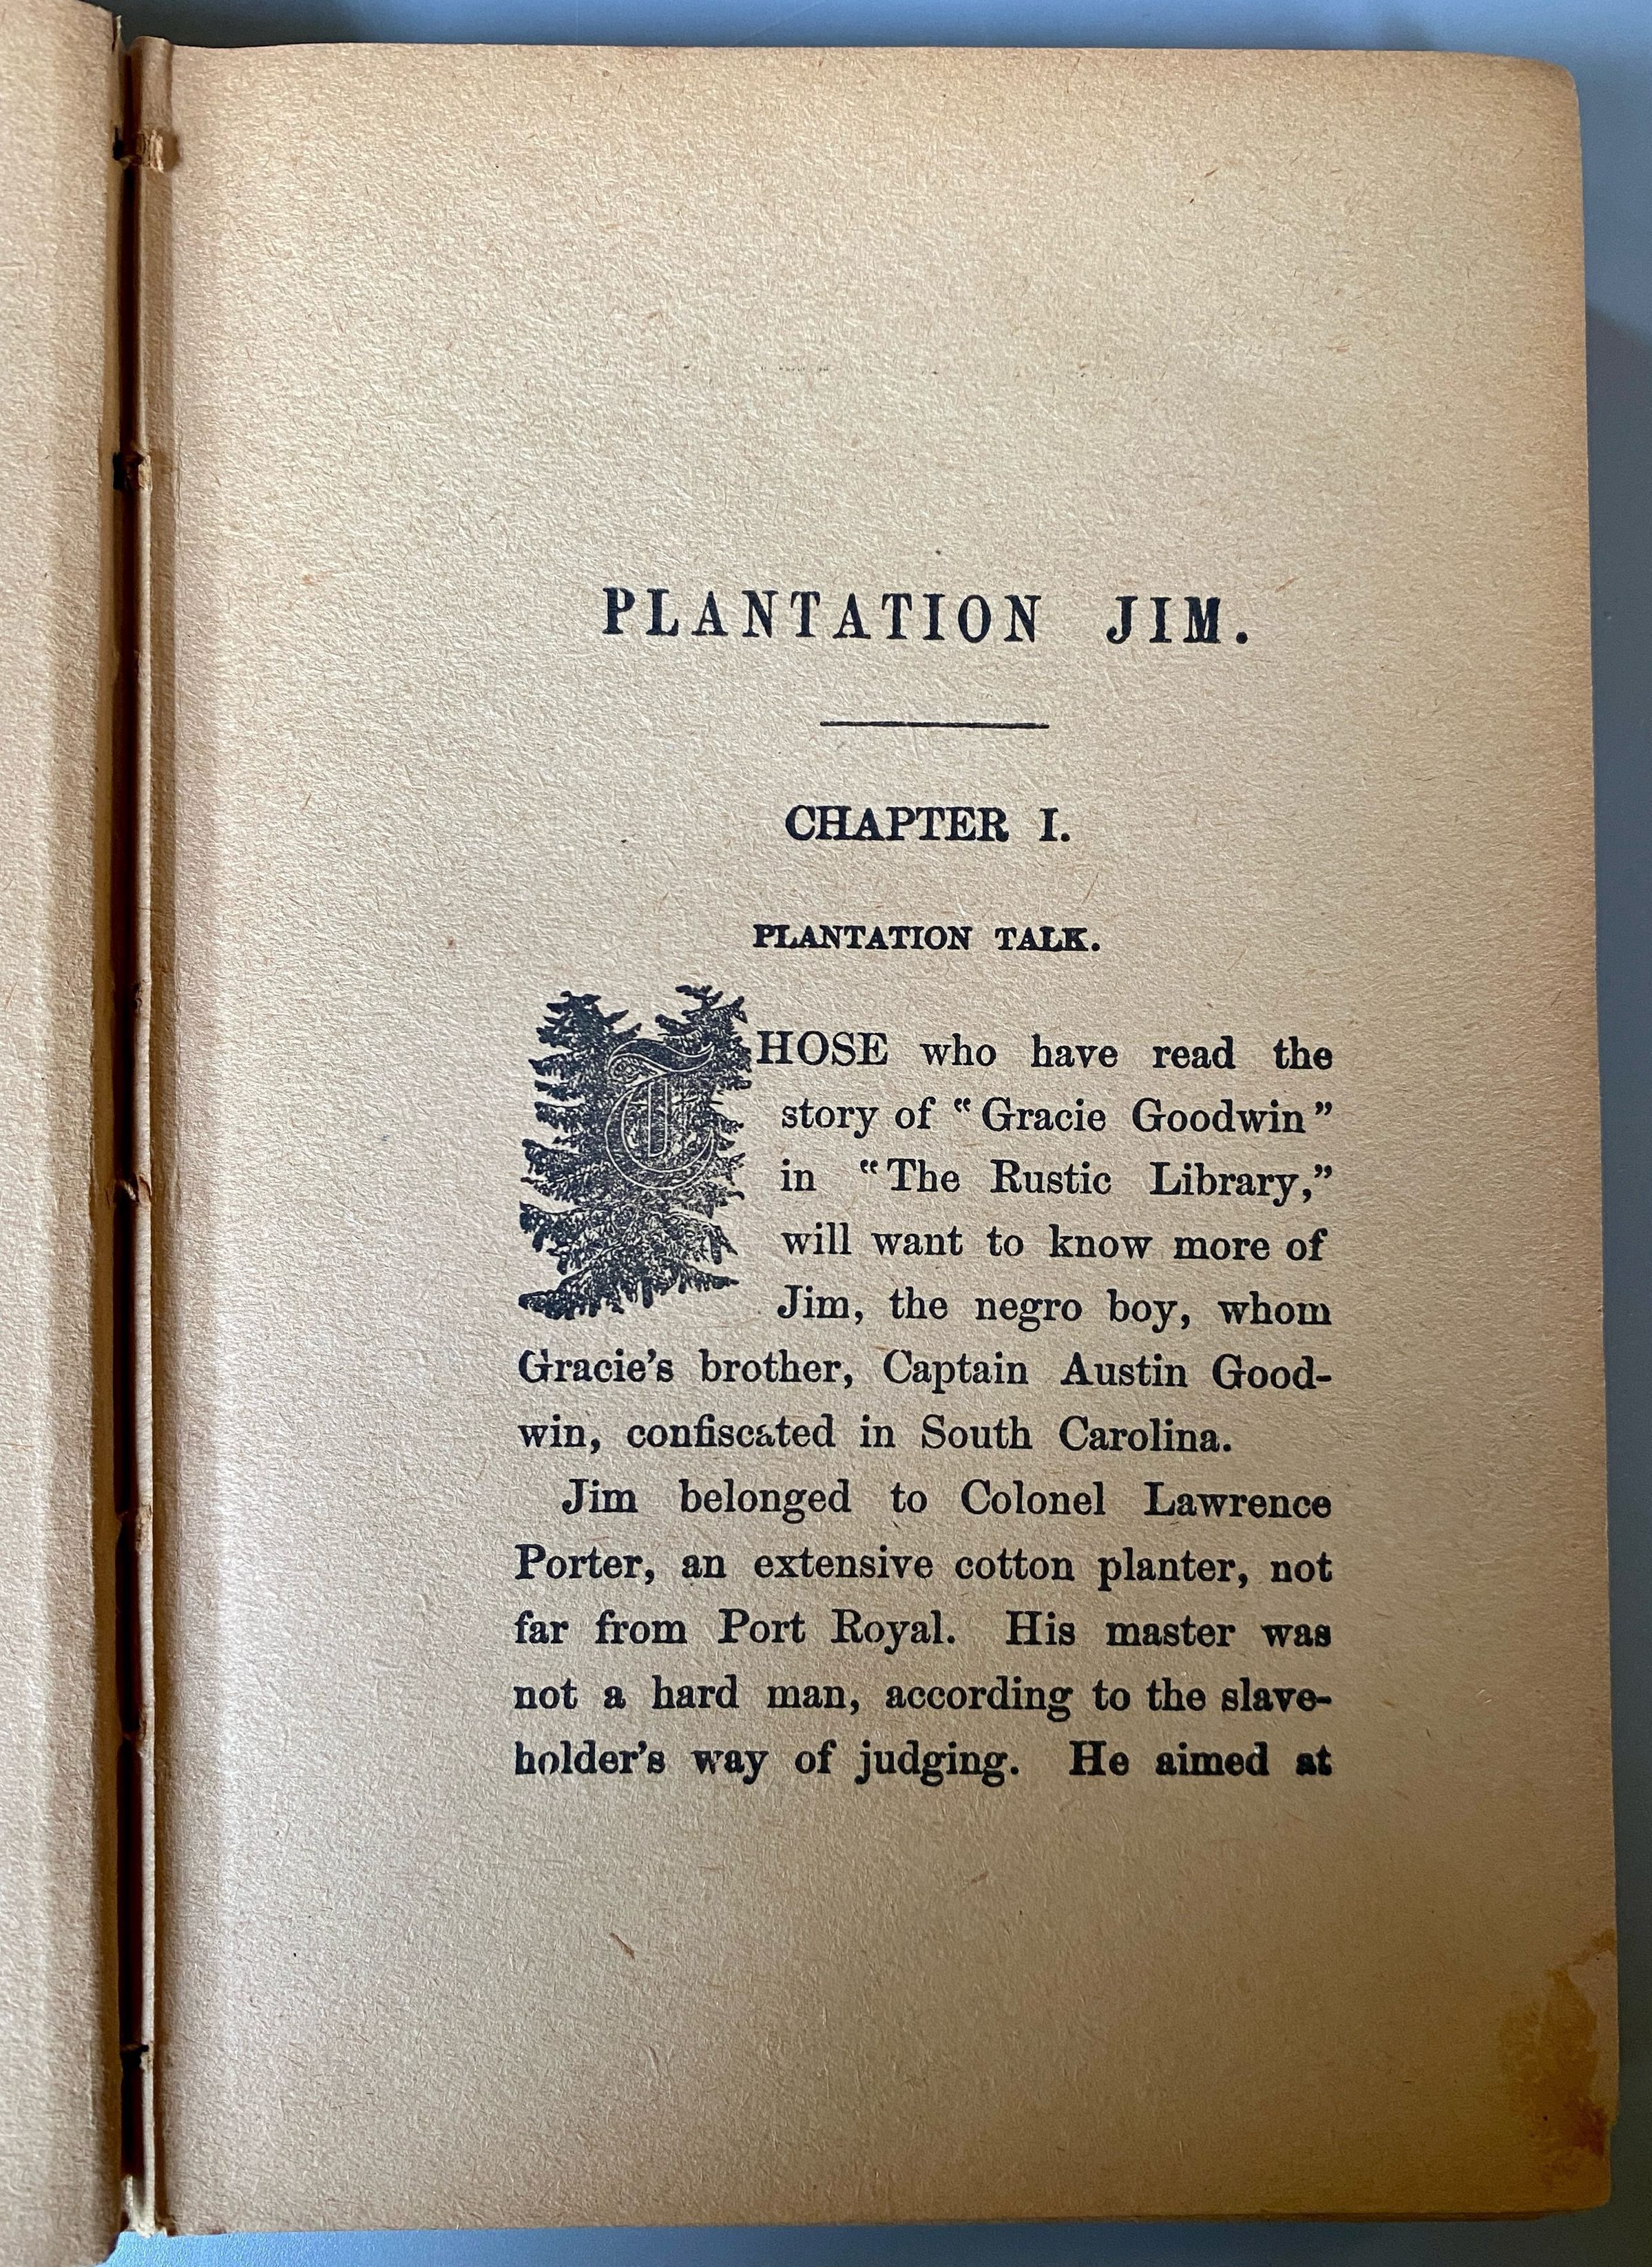 PLANTATION JIM.
CHAPTER I.
PLANTATION TALK.
THOSE who have read the
story of "Gracie Goodwin"
in "The Rustic Library,"
will want to know more of
Jim, the negro boy, whom
Gracie's brother, Captain Austin Good-
win, confiscated in South Carolina.
Jim belonged to Colonel Lawrence
Porter, an extensive cotton planter, not
far from Port Royal. His master was
not a hard man, according to the slave-
holder's way of judging. He aimed at